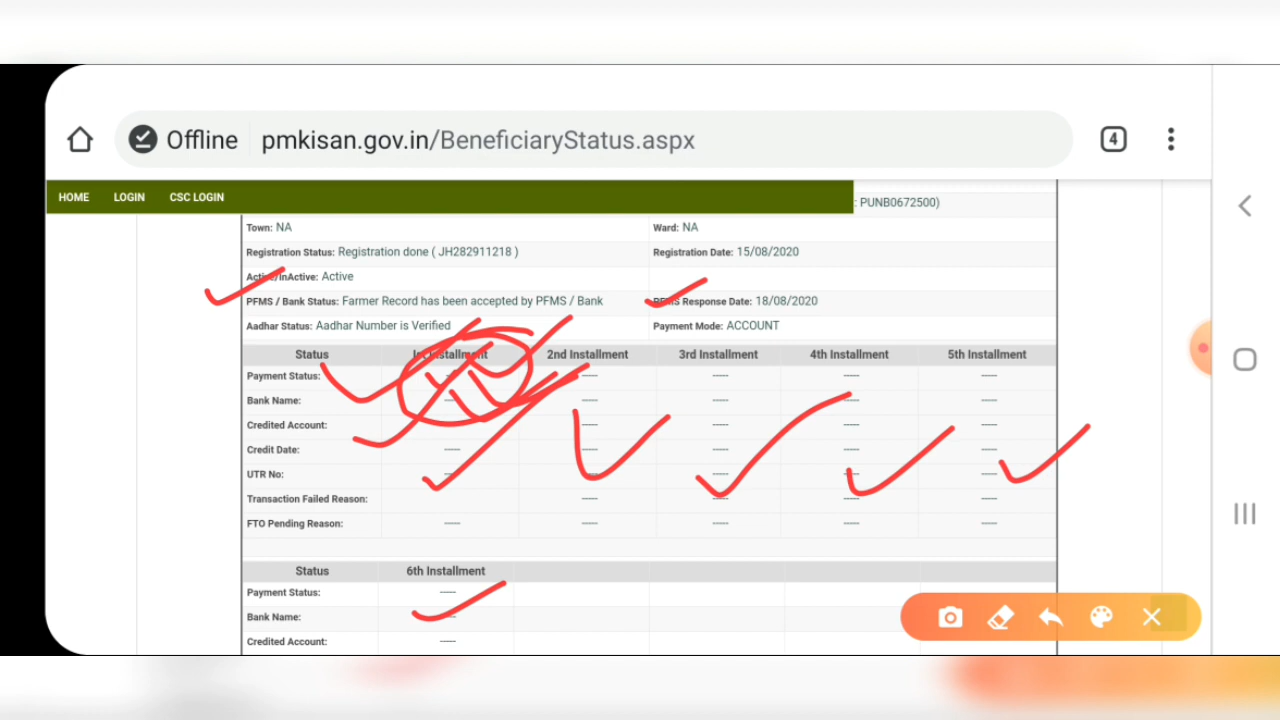 Offline pmkisan.gov.in/BeneficiaryStatus.aspx 4
HOME LOGIN CSC LOGIN
: PUNB0672500)
Town: NA Ward: NA
Registration Status: Registration done ( JH282911218 ) Registration Date: 15/08/2020
Active/InActive: Active
PFMS / Bank Status: Farmer Record has been accepted by PFMS / Bank PFMS Response Date: 18/08/2020
Aadhar Status: Aadhar Number is Verified Payment Mode: ACCOUNT
Status Ist Installment 2nd Installment 3rd Installment 4th Installment 5th Installment
Payment Status: ----- ----- ----- ----- -----
Bank Name: ----- ----- ----- ----- -----
Credited Account: ----- ----- ----- -----
Credit Date: ----- ----- ----- ----- -----
UTR No: ----- ----- ----- ----- -----
Transaction Failed Reason: ----- ----- ----- -----
FTO Pending Reason: ----- ----- ----- ----- -----
Status 6th Installment
Payment Status: -----
Bank Name: -----
Credited Account: -----